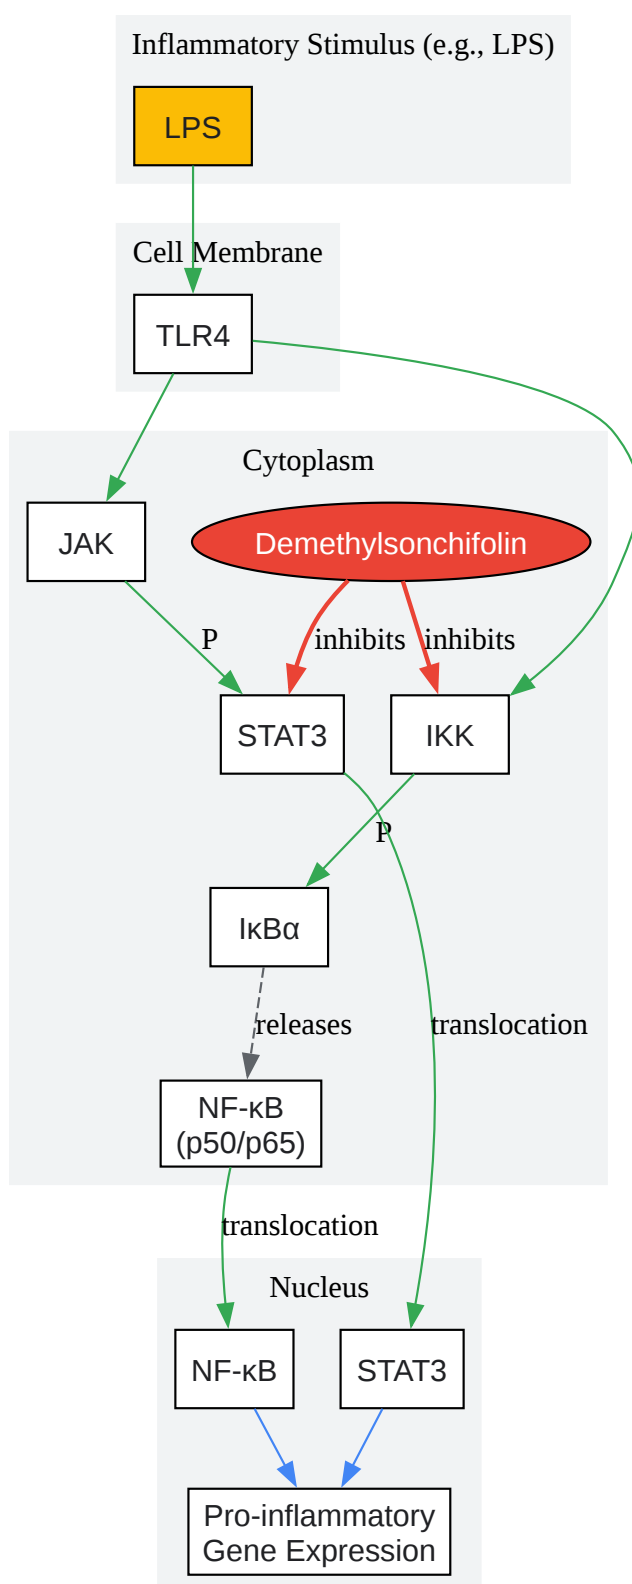 Inflammatory Stimulus (e.g., LPS)
LPS
Cell Membrane
TLR4
Cytoplasm
JAK
Demethylsonchifolin
P
inhibits
inhibits
STAT3
IKK
P
IκBα
releases
translocation
NF-κB
(p50/p65)
translocation
Nucleus
NF-κB
STAT3
Pro-inflammatory
Gene Expression